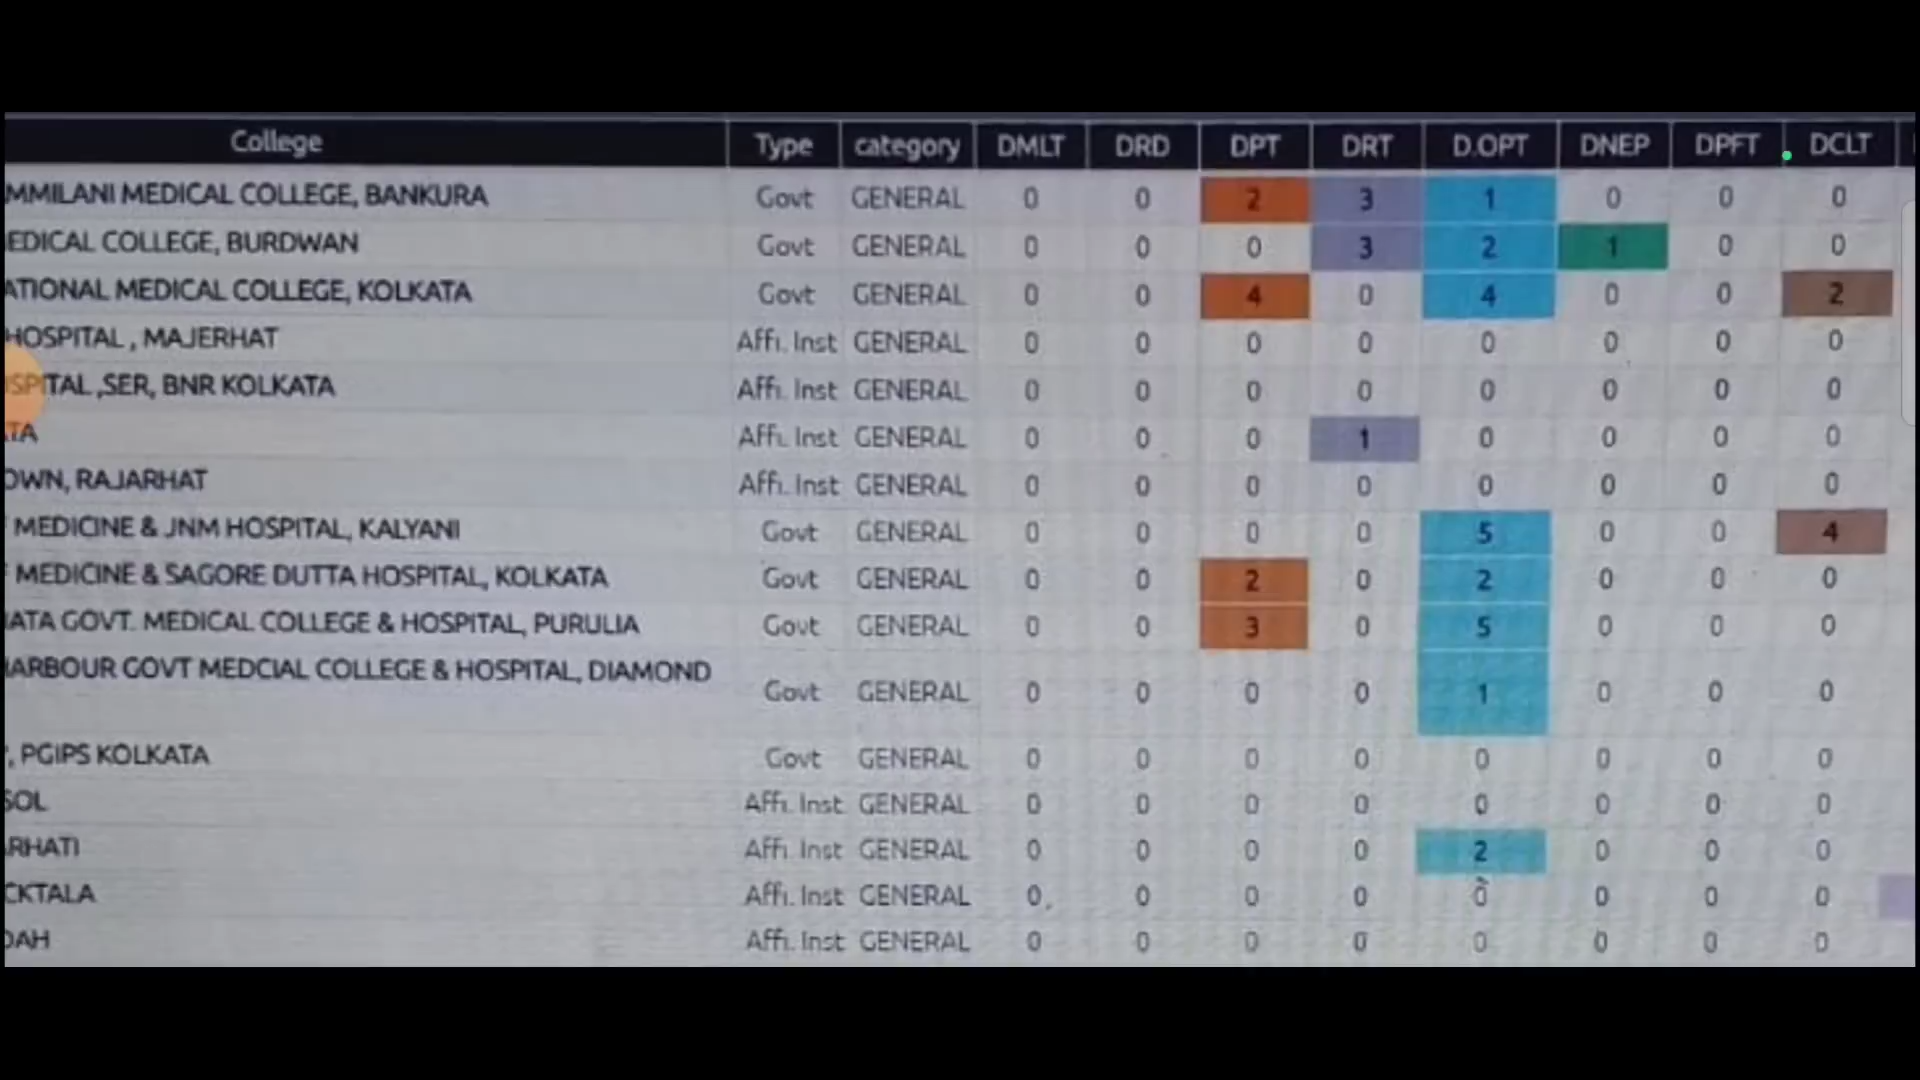 College Type category DMLT DRD DPT DRT D.OPT DNEP DPFT DCLT
MMILANI MEDICAL COLLEGE, BANKURA Govt GENERAL 0 0 2 3 1 0 0 0
EDICAL COLLEGE, BURDWAN Govt GENERAL 0 0 0 3 2 1 0 0
ATIONAL MEDICAL COLLEGE, KOLKATA Govt GENERAL 0 0 4 0 4 0 0 2
HOSPITAL , MAJERHAT Affi. Inst GENERAL 0 0 0 0 0 0 0 0
SPITAL ,SER, BNR KOLKATA Affi. Inst GENERAL 0 0 0 0 0 0 0 0
TA Affi. Inst GENERAL 0 0 0 1 0 0 0 0
OWN, RAJARHAT Affi. Inst GENERAL 0 0 0 0 0 0 0 0
MEDICINE & JNM HOSPITAL, KALYANI Govt GENERAL 0 0 0 0 5 0 0 4
MEDICINE & SAGORE DUTTA HOSPITAL, KOLKATA Govt GENERAL 0 0 2 0 2 0 0 0
ATA GOVT. MEDICAL COLLEGE & HOSPITAL, PURULIA Govt GENERAL 0 0 3 0 5 0 0 0
HARBOUR GOVT MEDCIAL COLLEGE & HOSPITAL, DIAMOND Govt GENERAL 0 0 0 0 1 0 0 0
, PGIPS KOLKATA Govt GENERAL 0 0 0 0 0 0 0 0
SOL Affi. Inst GENERAL 0 0 0 0 0 0 0 0
RHATI Affi. Inst GENERAL 0 0 0 0 2 0 0 0
CKTALA Affi. Inst GENERAL 0 0 0 0 0 0 0 0
DAH Affi. Inst GENERAL 0 0 0 0 0 0 0 0